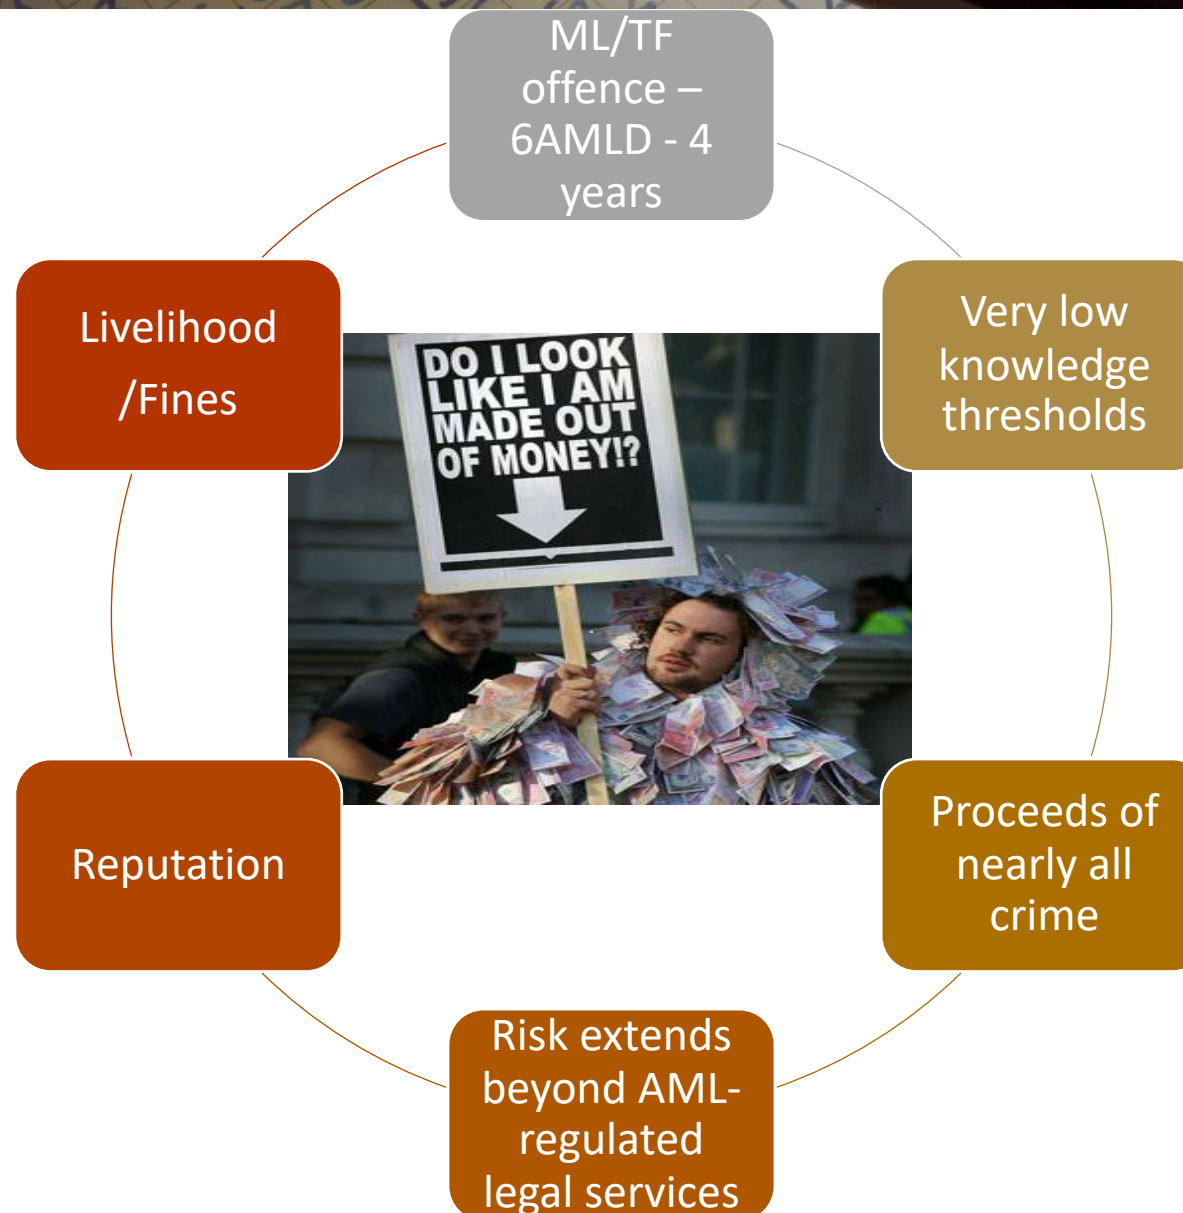 ML/TF
offence –
6AMLD - 4
years
Very low
knowledge
thresholds
Proceeds of
nearly all
crime
Risk extends
beyond AML-
regulated
legal services
Reputation
Livelihood
/Fines
DO I LOOK
LIKE I AM
MADE OUT
OF MONEY!?